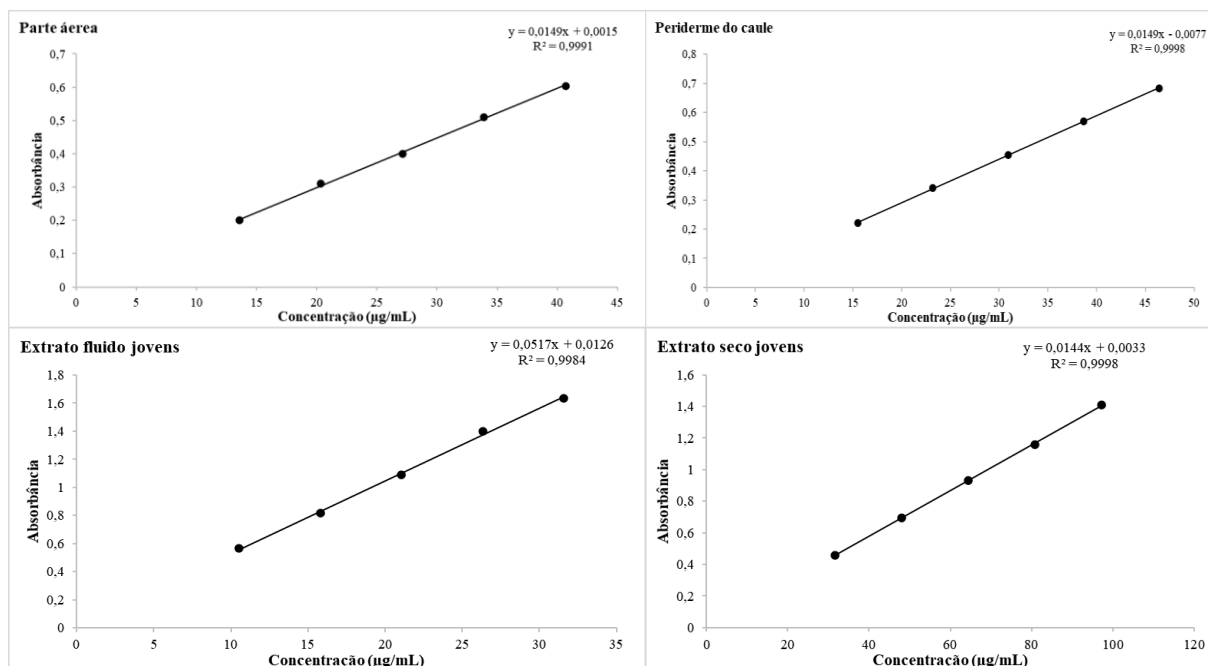 Parte áerea
y = 0,0149x + 0,0015
R² = 0,9991
0,7
0,6
0,5
0,4
0,3
0,2
0,1
0
Absorbância
0 5 10 15 20 25 30 35 40 45
Concentração (µg/mL)
Periderme do caule
y = 0,0149x - 0,0077
R² = 0,9998
0,8
0,7
0,6
0,5
0,4
0,3
0,2
0,1
0
Absorbância
0 5 10 15 20 25 30 35 40 45 50
Concentração (µg/mL)
Extrato fluido jovens
y = 0,0517x + 0,0126
R² = 0,9984
1,8
1,6
1,4
1,2
1
0,8
0,6
0,4
0,2
0
Absorbância
0 5 10 15 20 25 30 35
Concentração (µg/mL)
Extrato seco jovens
y = 0,0144x + 0,0033
R² = 0,9998
1,6
1,4
1,2
1
0,8
0,6
0,4
0,2
0
Absorbância
0 20 40 60 80 100 120
Concentração (µg/mL)